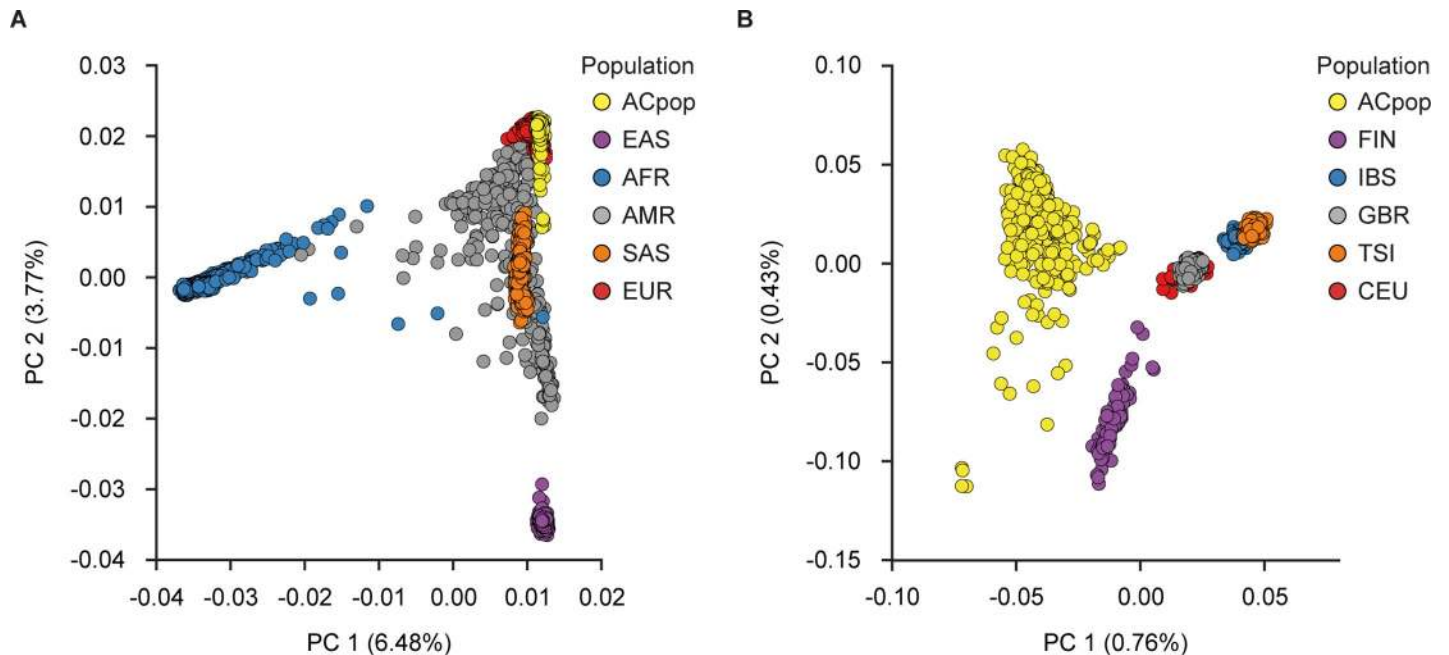 A
Population
ACpop
EAS
AFR
AMR
SAS
EUR
PC 2 (3.77%)
0.03
0.02
0.01
0.00
-0.01
-0.02
-0.03
-0.04
-0.04 -0.03 -0.02 -0.01 0.00 0.01 0.02
PC 1 (6.48%)
B
Population
ACpop
FIN
IBS
GBR
TSI
CEU
PC 2 (0.43%)
0.10
0.05
0.00
-0.05
-0.10
-0.15
-0.10 -0.05 0.00 0.05
PC 1 (0.76%)